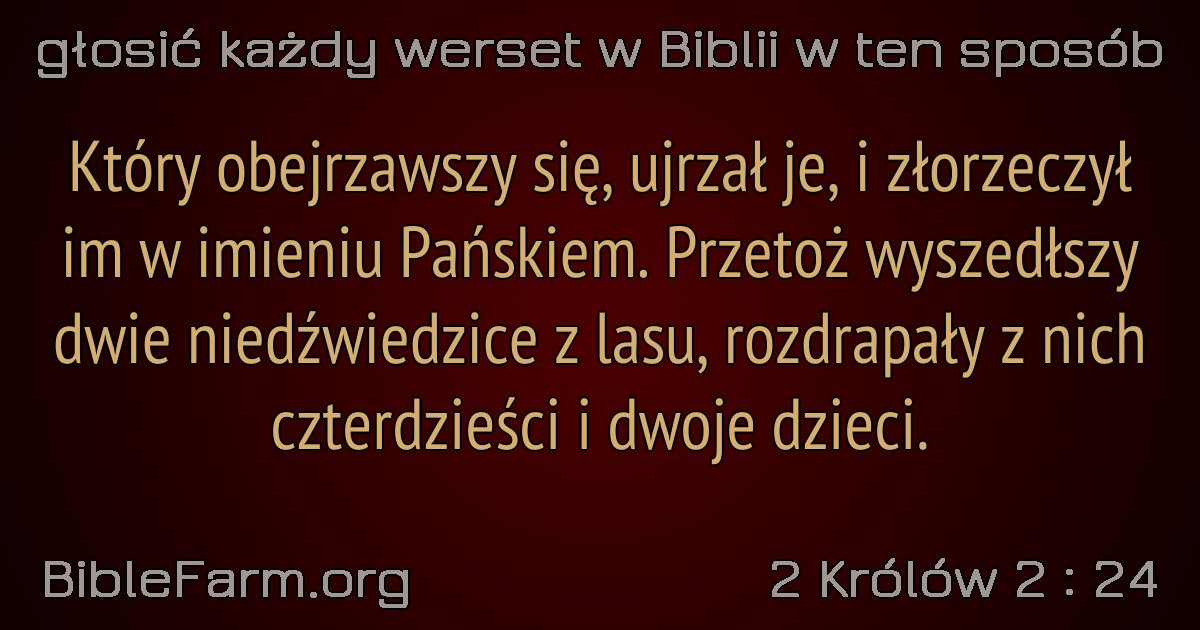 głosić każdy werset w Biblii w ten sposób
Który obejrzawszy się, ujrzał je, i złorzeczył
im w imieniu Pańskiem. Przetoż wyszedłszy
dwie niedźwiedzice z lasu, rozdrapały z nich
czterdzieści i dwoje dzieci.
BibleFarm.org
2 Królów 2 : 24